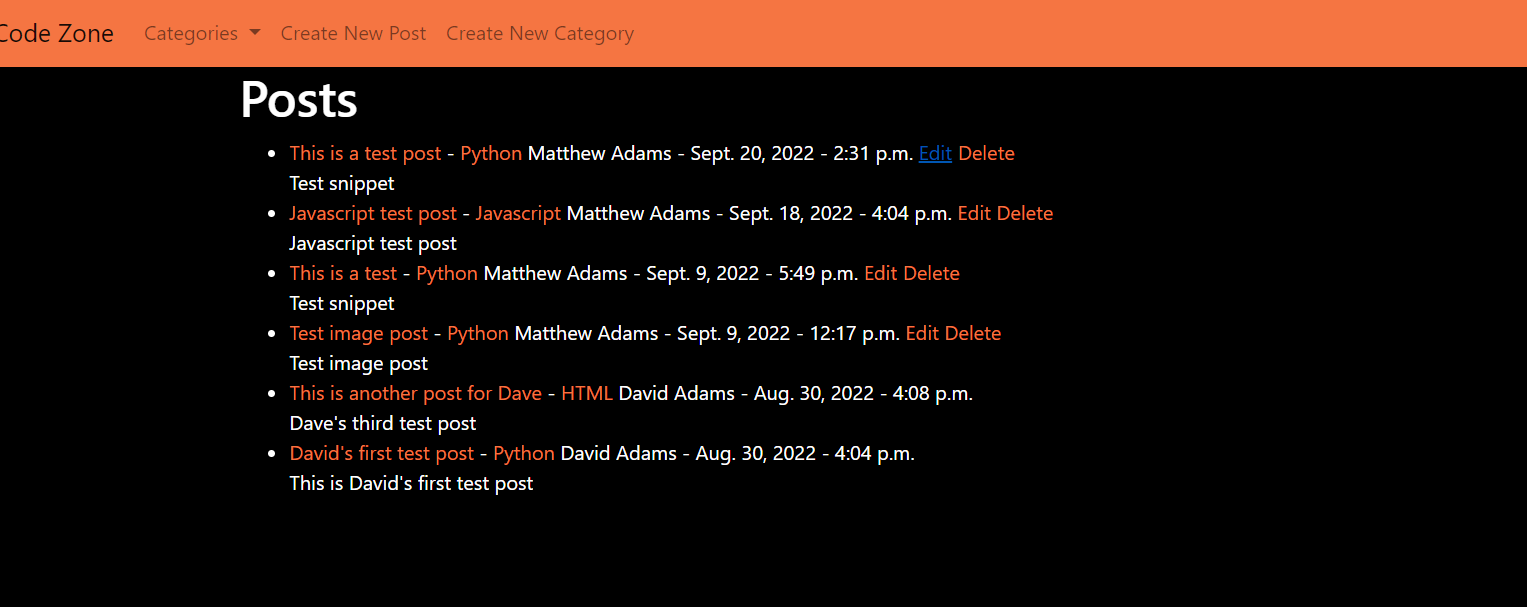 Code Zone Categories Create New Post Create New Category
Posts
This is a test post - Python Matthew Adams - Sept. 20, 2022 - 2:31 p.m. Edit Delete
Test snippet
Javascript test post - Javascript Matthew Adams - Sept. 18, 2022 - 4:04 p.m. Edit Delete
Javascript test post
This is a test - Python Matthew Adams - Sept. 9, 2022 - 5:49 p.m. Edit Delete
Test snippet
Test image post - Python Matthew Adams - Sept. 9, 2022 - 12:17 p.m. Edit Delete
Test image post
This is another post for Dave - HTML David Adams - Aug. 30, 2022 - 4:08 p.m.
Dave's third test post
David's first test post - Python David Adams - Aug. 30, 2022 - 4:04 p.m.
This is David's first test post